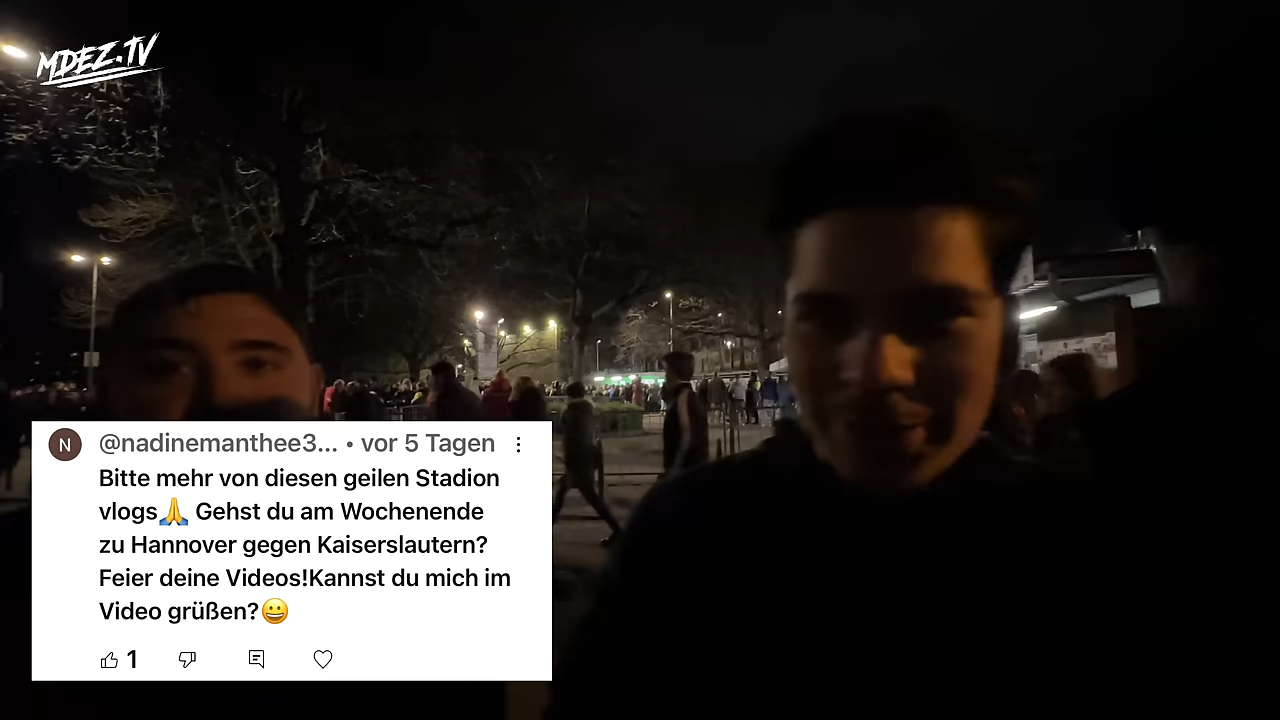 MDEZ.TV
N @nadinemanthee3... • vor 5 Tagen
Bitte mehr von diesen geilen Stadion
vlogs🙏 Gehst du am Wochenende
zu Hannover gegen Kaiserslautern?
Feier deine Videos!Kannst du mich im
Video grüßen?😀
1